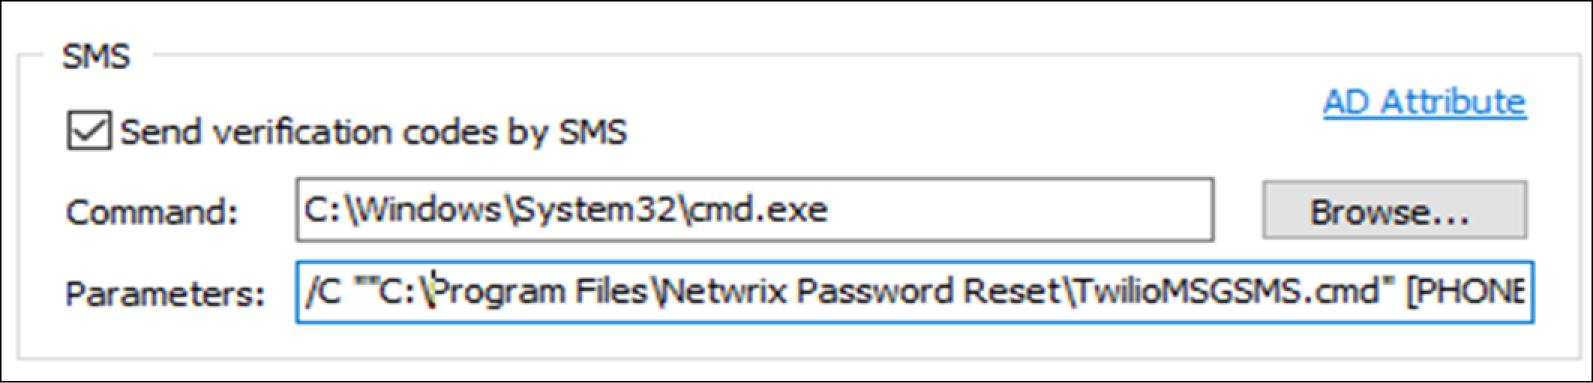 SMS
AD Attribute
Send verification codes by SMS
Command: C:\Windows\System32\cmd.exe Browse...
Parameters: /C ""C:\Program Files\Netwrix Password Reset\TwilioMSGSMS.cmd" [PHONE